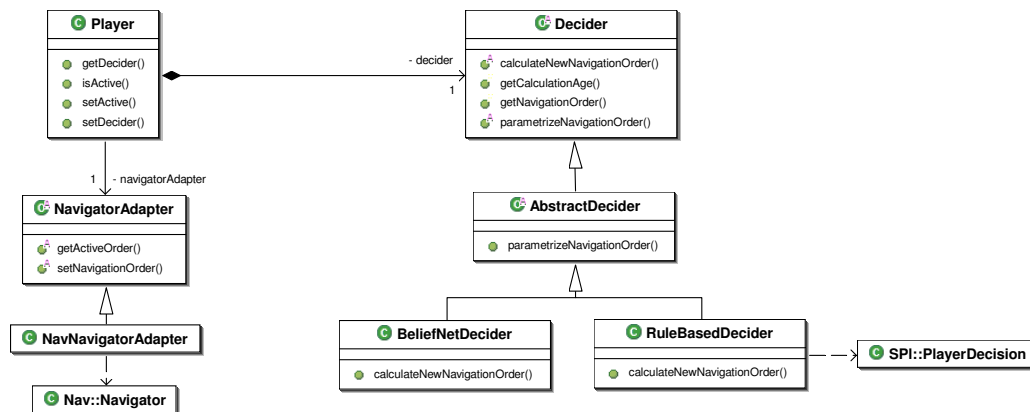 Player
getDecider()
isActive()
setActive()
setDecider()
- decider
1
Decider
calculateNewNavigationOrder()
getCalculationAge()
getNavigationOrder()
parametrizeNavigationOrder()
1 - navigatorAdapter
NavigatorAdapter
getActiveOrder()
setNavigationOrder()
AbstractDecider
parametrizeNavigationOrder()
NavNavigatorAdapter
Nav::Navigator
BeliefNetDecider
calculateNewNavigationOrder()
RuleBasedDecider
calculateNewNavigationOrder()
SPI::PlayerDecision